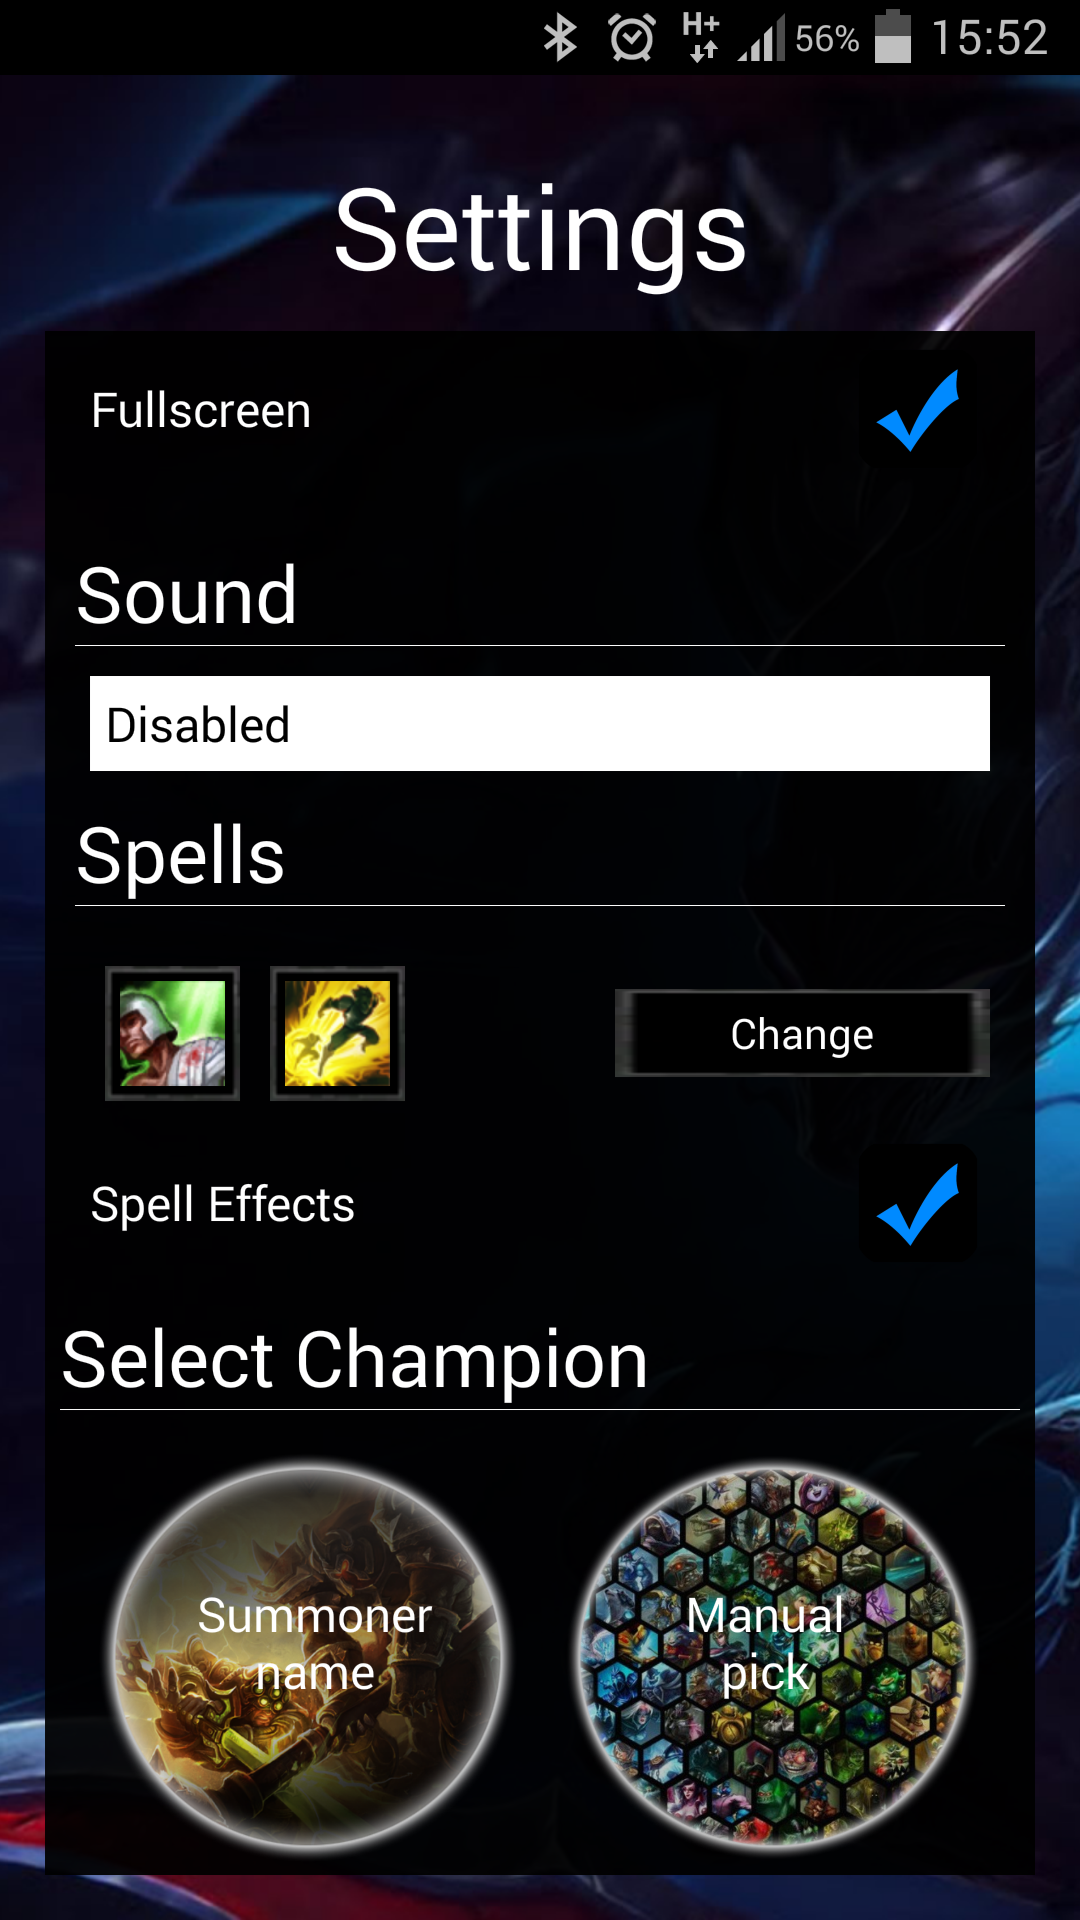 H+ 56% 15:52
Settings
Fullscreen
Sound
Disabled
Spells
Change
Spell Effects
Select Champion
Summoner
name
Manual
pick